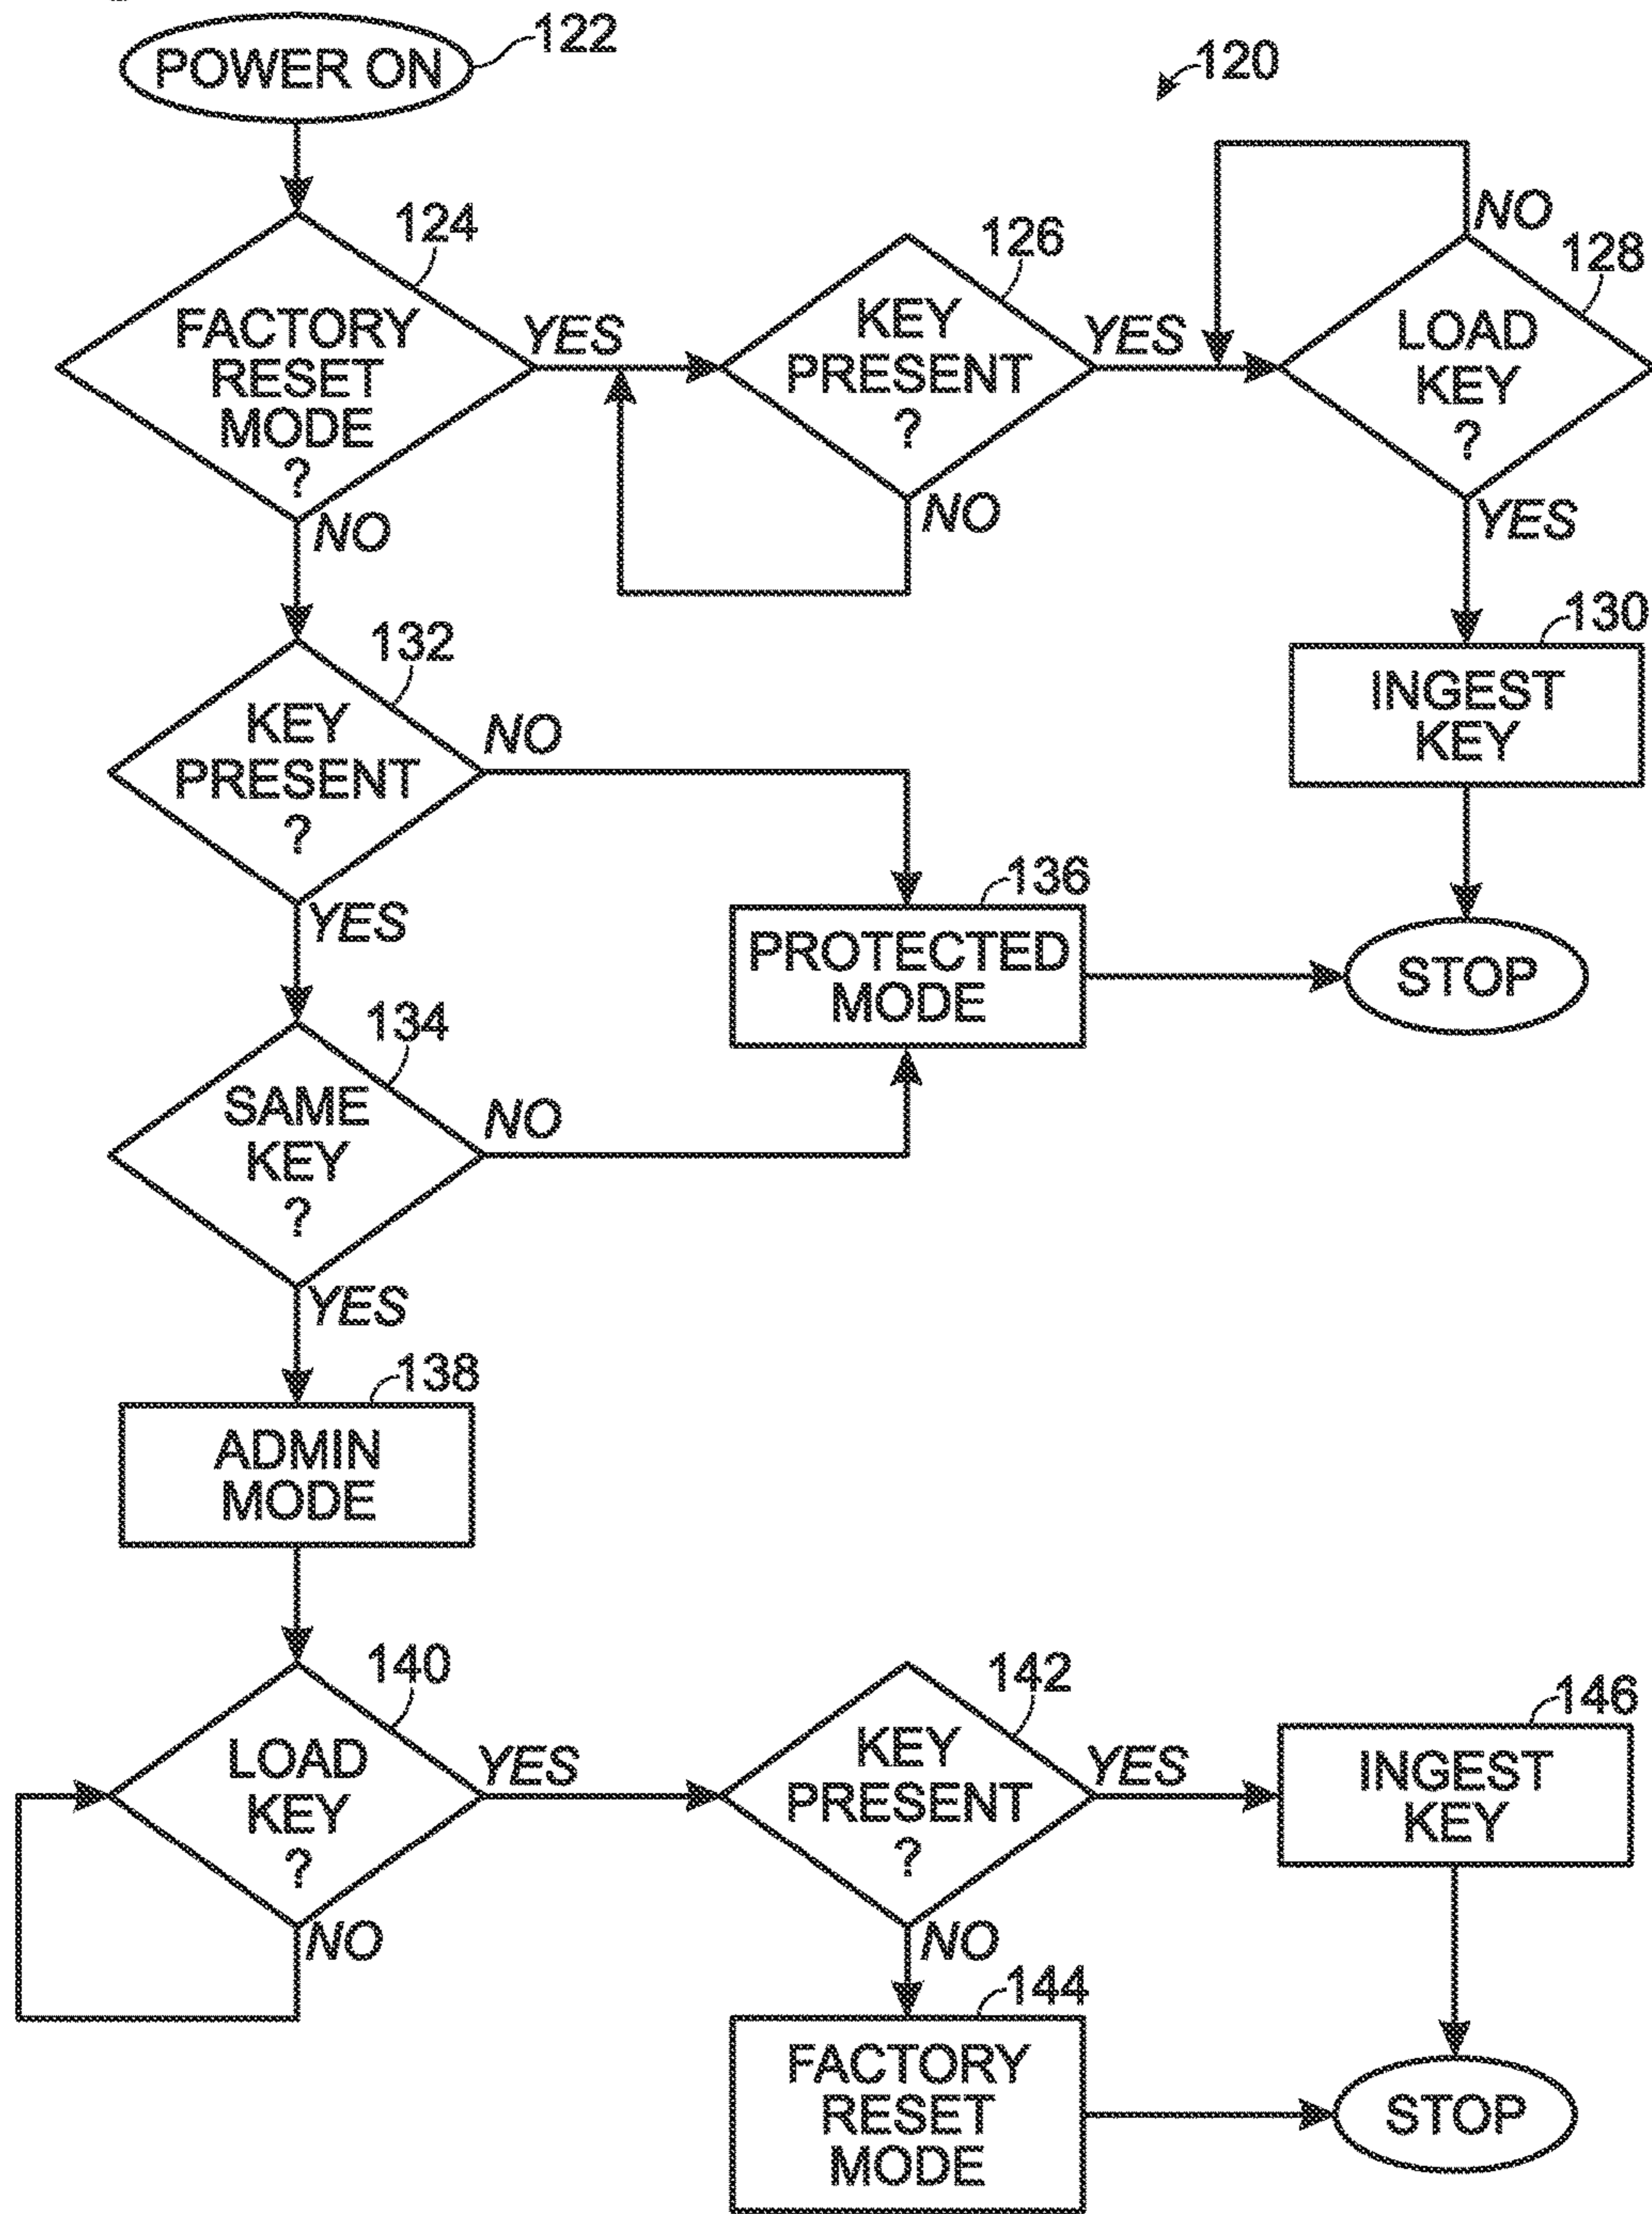 POWER ON
122
120
124
FACTORY
RESET
MODE
?
YES
NO
126
KEY
PRESENT
?
YES
NO
NO
128
LOAD
KEY
?
YES
130
INGEST
KEY
132
KEY
PRESENT
?
NO
YES
136
PROTECTED
MODE
STOP
134
SAME
KEY
?
NO
YES
138
ADMIN
MODE
140
LOAD
KEY
?
YES
NO
142
KEY
PRESENT
?
YES
NO
146
INGEST
KEY
144
FACTORY
RESET
MODE
STOP